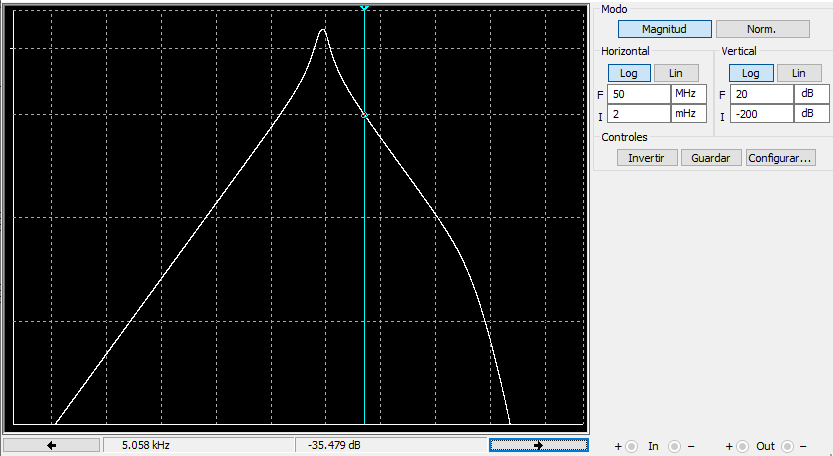 Modo
Magnitud Norm.
Horizontal Vertical
Log Lin Log Lin
F 50 MHz F 20 dB
I 2 mHz I -200 dB
Controles
Invertir Guardar Configurar...
5.058 kHz -35.479 dB
+ In - + Out -